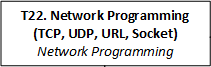 T22. Network Programming
(TCP, UDP, URL, Socket)
Network Programming